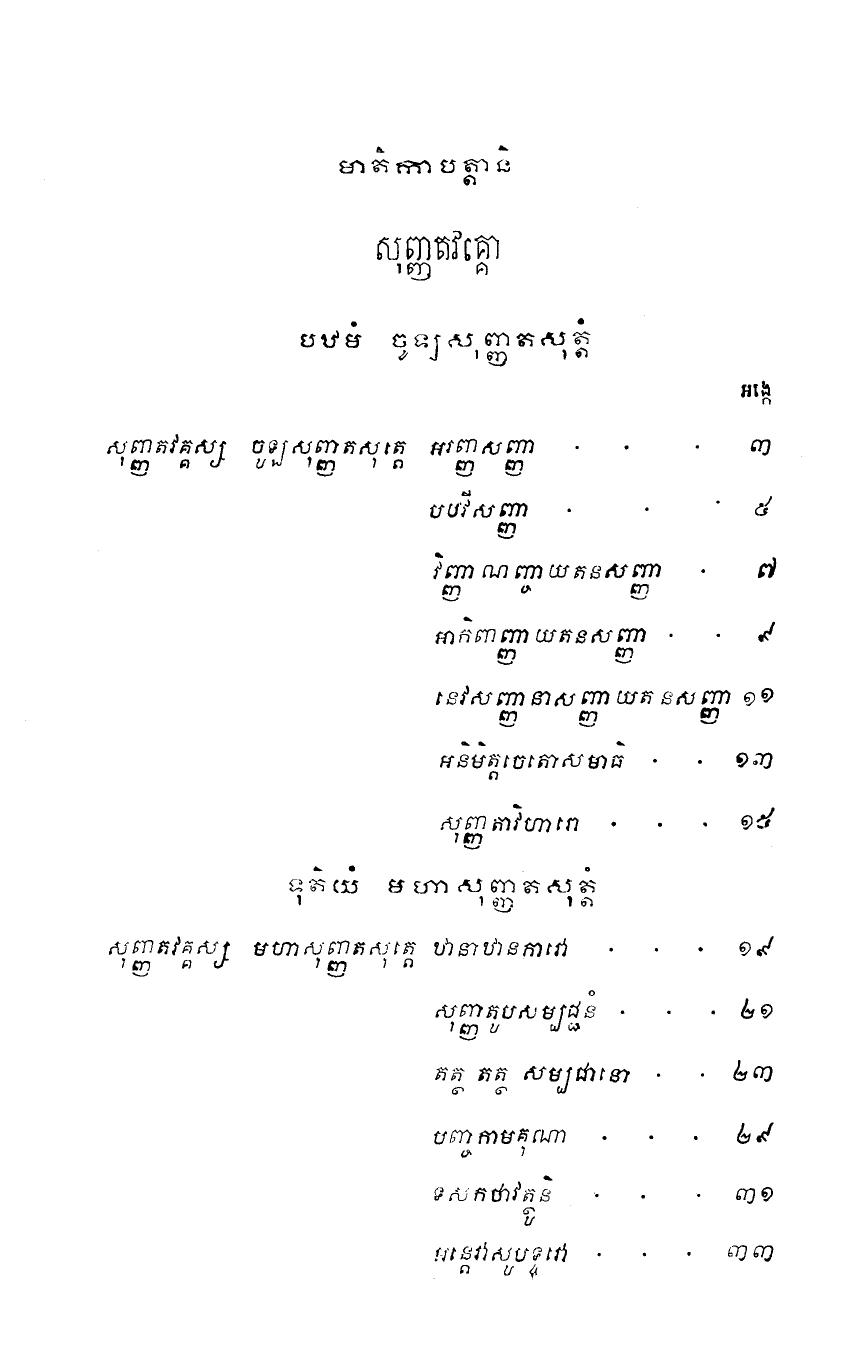 មាតិកាបត្តានិ
សុញ្ញតវគ្គោ
បឋមំ ចូឡសុញ្ញតសុត្តំ
អង្កេ
សុញ្ញតវគ្គស្ស ចូឡសុញ្ញតសុត្តេ អរញ្ញសញ្ញា . . . ៣
បឋវីសញ្ញា . . . ៥
វិញ្ញាណញ្ចាយតនសញ្ញា . ៧
អាកិញ្ចញ្ញាយតនសញ្ញា . . ៩
នេវសញ្ញានាសញ្ញាយតនសញ្ញា ១១
អនិមិត្តចេតោសមាធិ . . ១៣
សុញ្ញតាវិហារោ . . . ១៥
ទុតិយំ មហាសុញ្ញតសុត្តំ
សុញ្ញតវគ្គស្ស មហាសុញ្ញតសុត្តេ ឋានាឋានភាវោ . . . ១៩
សុញ្ញតូបសម្បជ្ជនំ . . . ២១
តត្ថ តត្ថ សម្បជានោ . . ២៣
បញ្ចកាមគុណា . . . ២៩
ទសកថាវត្ថូនិ . . . ៣១
អន្តេវាសូបទ្ទវោ . . . ៣៣